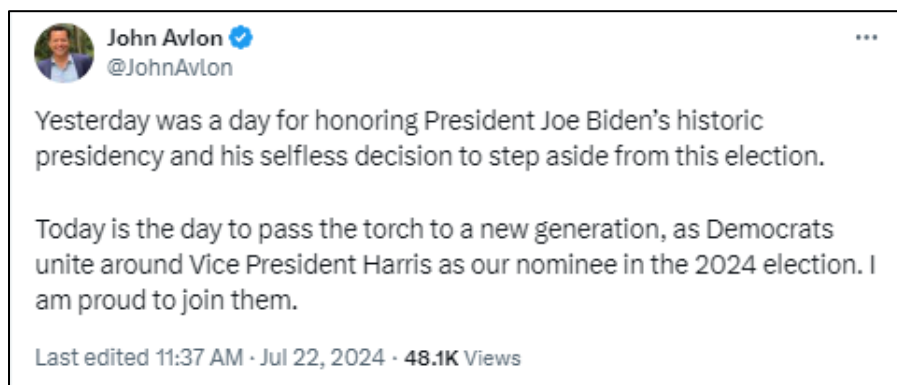 John Avlon
@JohnAvlon
Yesterday was a day for honoring President Joe Biden’s historic
presidency and his selfless decision to step aside from this election.
Today is the day to pass the torch to a new generation, as Democrats
unite around Vice President Harris as our nominee in the 2024 election. I
am proud to join them.
Last edited 11:37 AM · Jul 22, 2024 · 48.1K Views